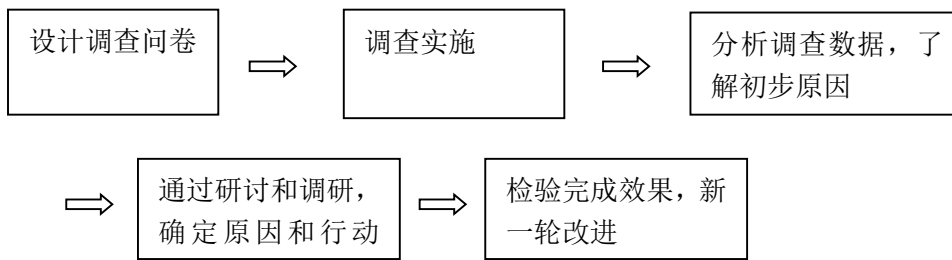 设计调查问卷
调查实施
分析调查数据，了
解初步原因
通过研讨和调研，
确定原因和行动
检验完成效果，新
一轮改进